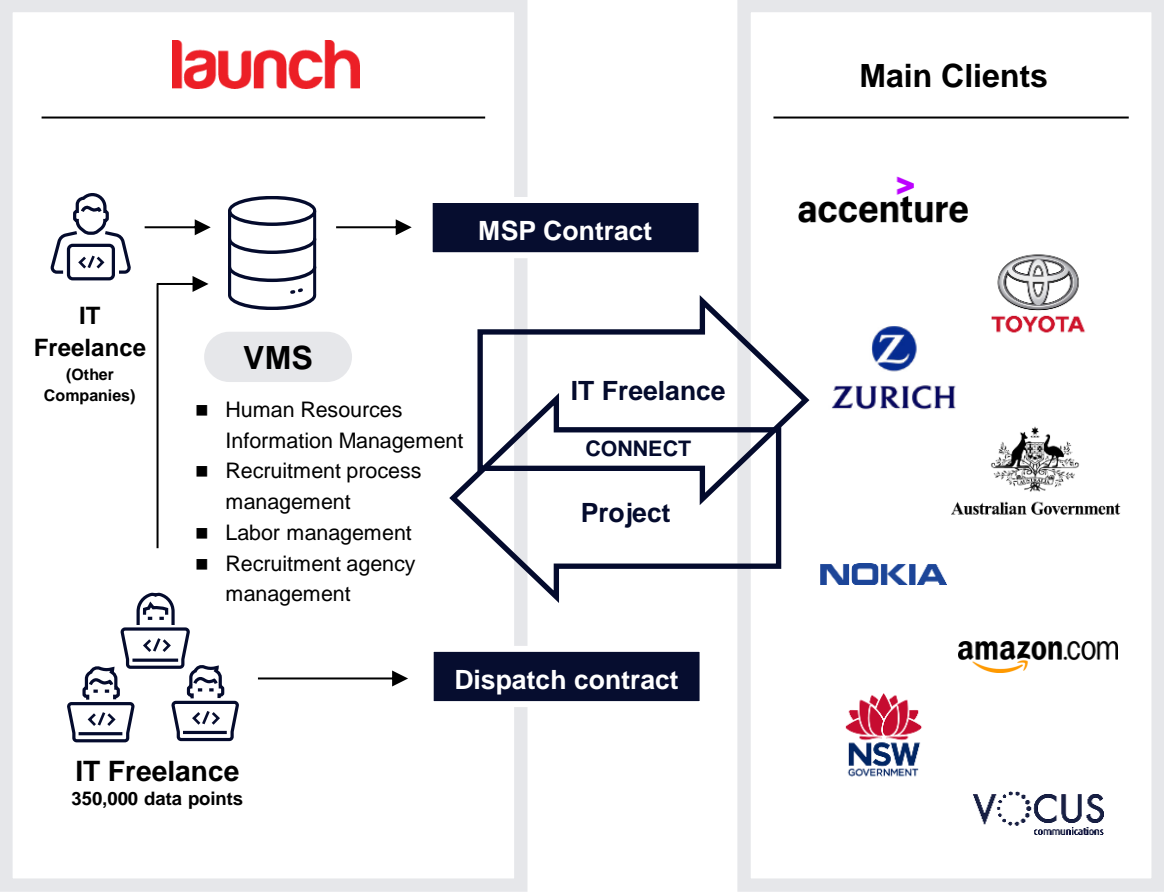 launch
Main Clients
accenture
</>
MSP Contract
TOYOTA
IT
Freelance
(Other
Companies)
VMS
Z
ZURICH
IT Freelance
CONNECT
Project
Human Resources
Information Management
Recruitment process
management
Labor management
Recruitment agency
management
Australian Government
NOKIA
</>
</>
</>
Dispatch contract
amazon.com
NSW
GOVERNMENT
IT Freelance
350,000 data points
VOCUS
communications